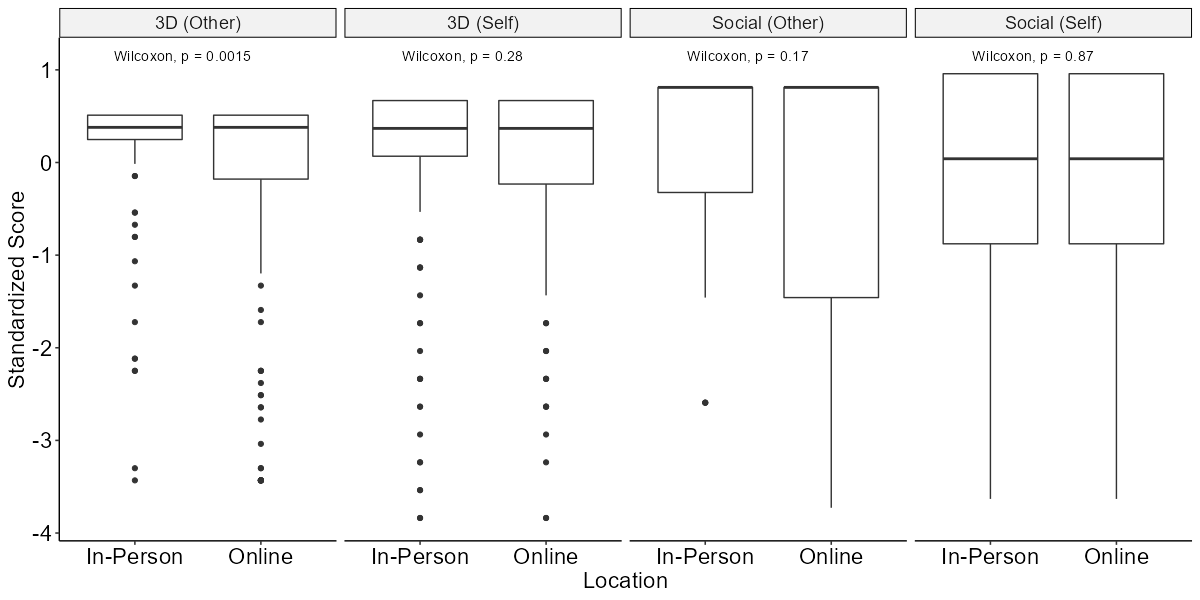 3D (Other) 3D (Self) Social (Other) Social (Self)
Wilcoxon, p = 0.0015 Wilcoxon, p = 0.28 Wilcoxon, p = 0.17 Wilcoxon, p = 0.87
Standardized Score
1
0
-1
-2
-3
-4
In-Person Online In-Person Online In-Person Online In-Person Online
Location